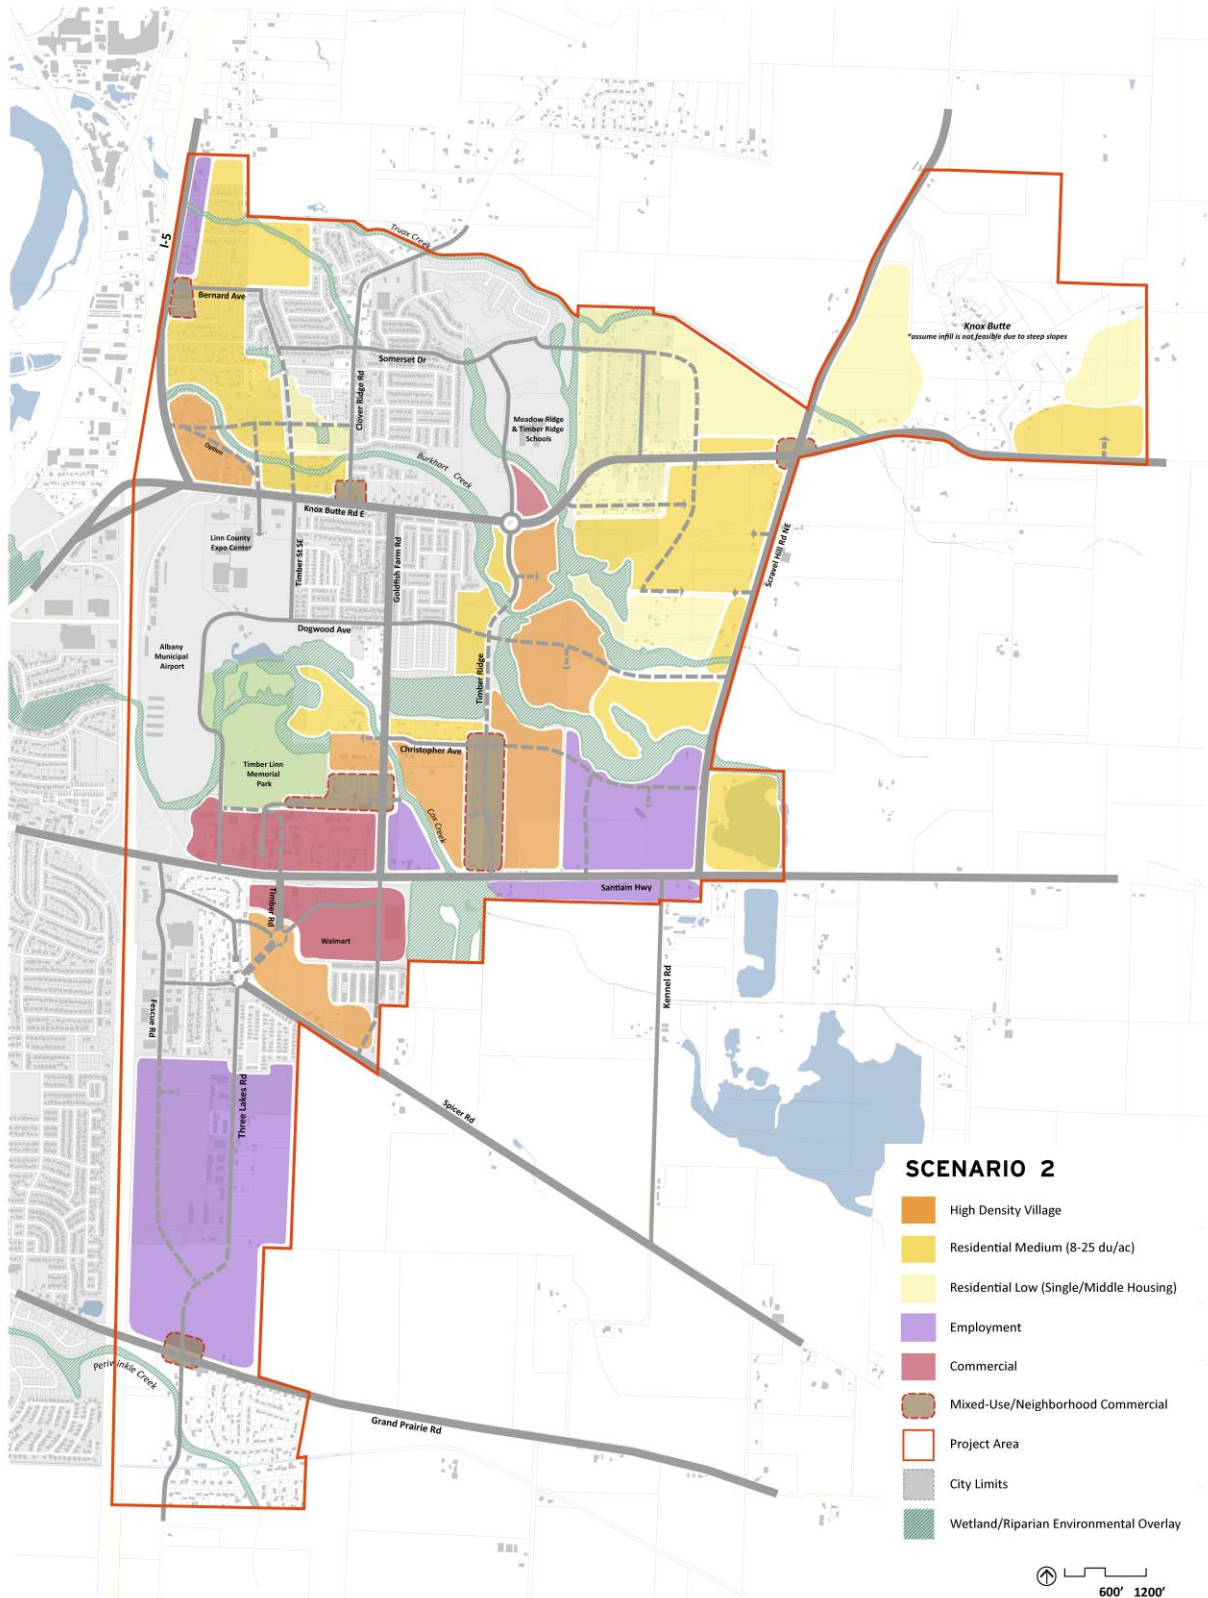 Truax Creek
I-5
Bernard Ave
Knox Butte
*assume infill is not feasible due to steep slopes
Somerset Dr
Clover Ridge Rd
Meadow Ridge
& Timber Ridge
Schools
Option
Burkhart Creek
Knox Butte Rd E
Linn County
Expo Center
Timber St SE
Goldfish Farm Rd
Scravel Hill Rd NE
Dogwood Ave
Albany
Municipal
Airport
Timber Ridge
Christopher Ave
Timber Linn
Memorial
Park
Cox Creek
Santiam Hwy
Timber Rd
Walmart
Fescue Rd
Kennel Rd
Three Lakes Rd
Spicer Rd
Periwinkle Creek
Grand Prairie Rd
SCENARIO 2
High Density Village
Residential Medium (8-25 du/ac)
Residential Low (Single/Middle Housing)
Employment
Commercial
Mixed-Use/Neighborhood Commercial
Project Area
City Limits
Wetland/Riparian Environmental Overlay
600' 1200'